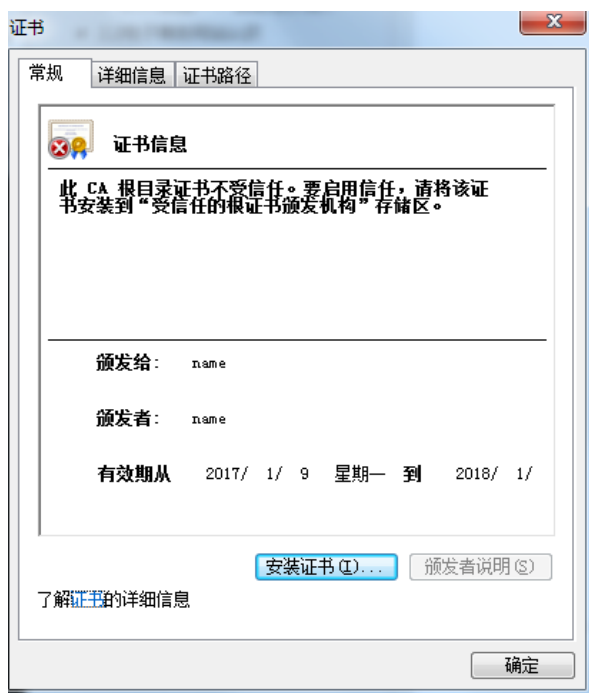 证书
常规 详细信息 证书路径
证书信息
此 CA 根目录证书不受信任。要启用信任，请将该证
书安装到“受信任的根证书颁发机构”存储区。
颁发给： name
颁发者： name
有效期从 2017/ 1/ 9 星期一 到 2018/ 1/
安装证书(I)... 颁发者说明(S)
了解证书的详细信息
确定